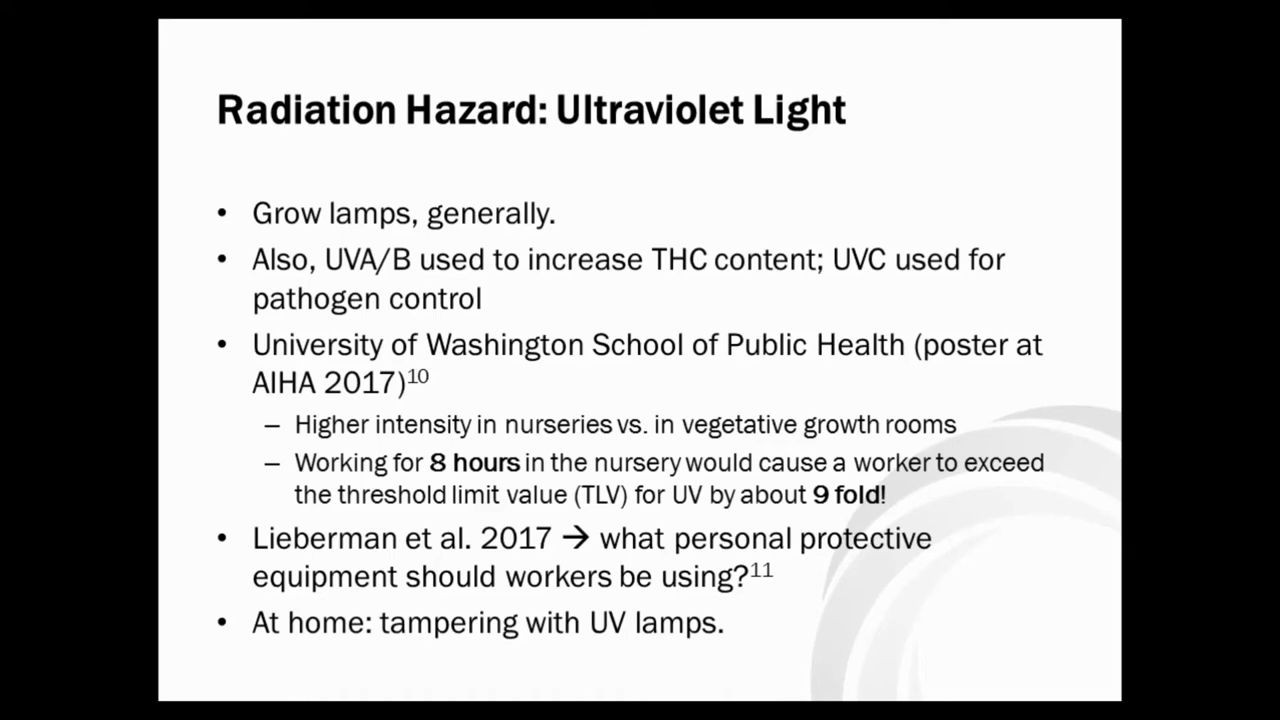 Radiation Hazard: Ultraviolet Light
• Grow lamps, generally.
• Also, UVA/B used to increase THC content; UVC used for
pathogen control
• University of Washington School of Public Health (poster at
AIHA 2017)10
– Higher intensity in nurseries vs. in vegetative growth rooms
– Working for 8 hours in the nursery would cause a worker to exceed
the threshold limit value (TLV) for UV by about 9 fold!
• Lieberman et al. 2017 → what personal protective
equipment should workers be using?11
• At home: tampering with UV lamps.